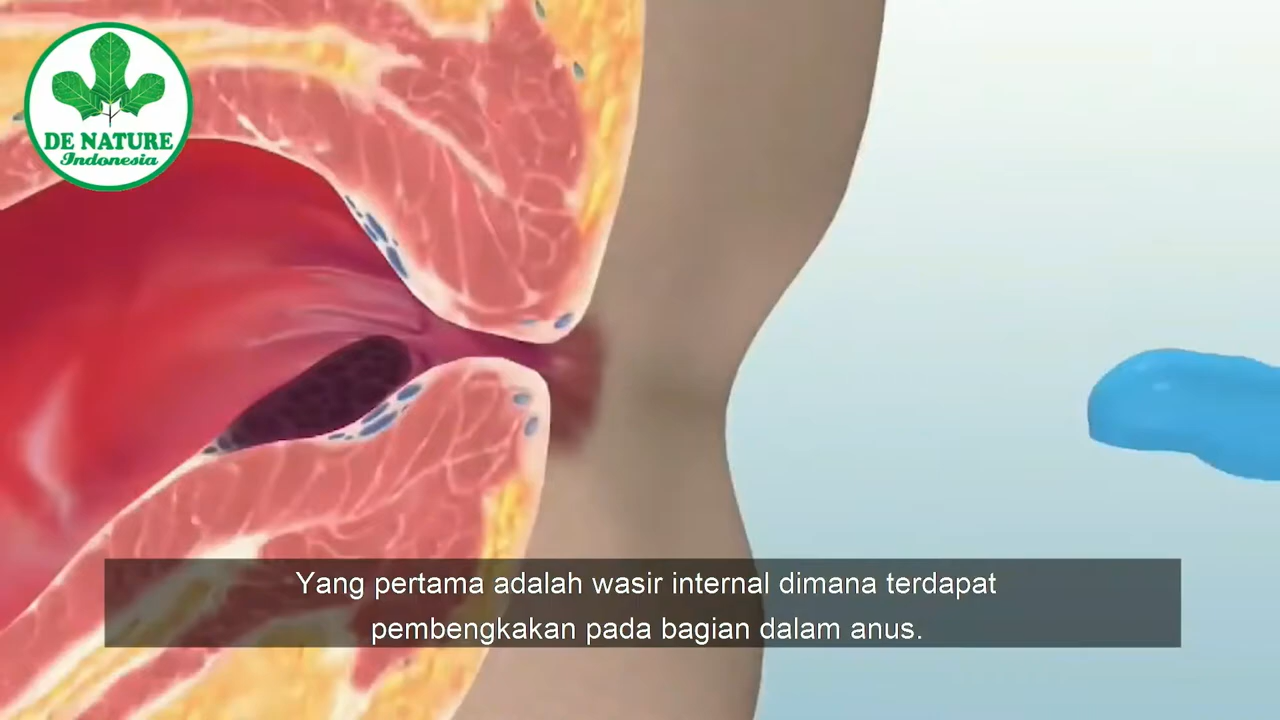 DE NATURE
Indonesia
Yang pertama adalah wasir internal dimana terdapat
pembengkakan pada bagian dalam anus.